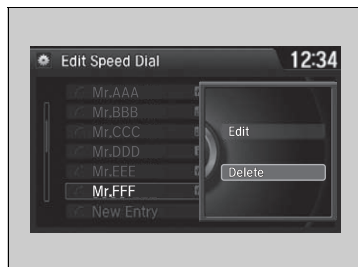 Edit Speed Dial
12:34
Mr.AAA
Mr.BBB
Mr.CCC
Mr.DDD
Mr.EEE
Mr.FFF
New Entry
Edit
Delete